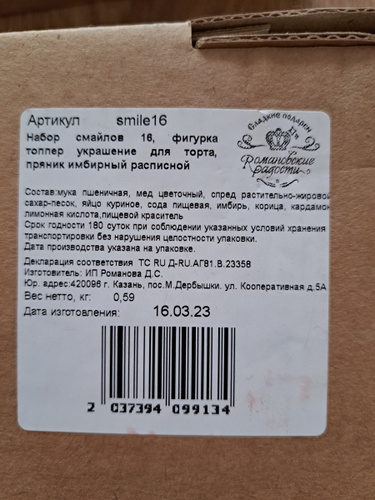 Артикул smile16
Набор смайлов 16, фигурка
топпер украшение для торта,
пряник имбирный расписной
Сладкие подарки
Романовские
радости
Состав:мука пшеничная, мед цветочный, спред растительно-жировой
сахар-песок, яйцо куриное, сода пищевая, имбирь, корица, кардамон
лимонная кислота,пищевой краситель
Срок годности 180 суток при соблюдении указанных условий хранения
транспортировки без нарушения целостности упаковки.
Дата производства указана на упаковке.
Декларация соответствия ТС RU Д-RU.АГ81.В.23358
Изготовитель: ИП Романова Д.С.
Юр. адрес:420096 г. Казань, пос.М.Дербышки. ул. Кооперативная д.5А
Вес нетто, кг: 0,59
Дата изготовления: 16.03.23
2 037394 099134